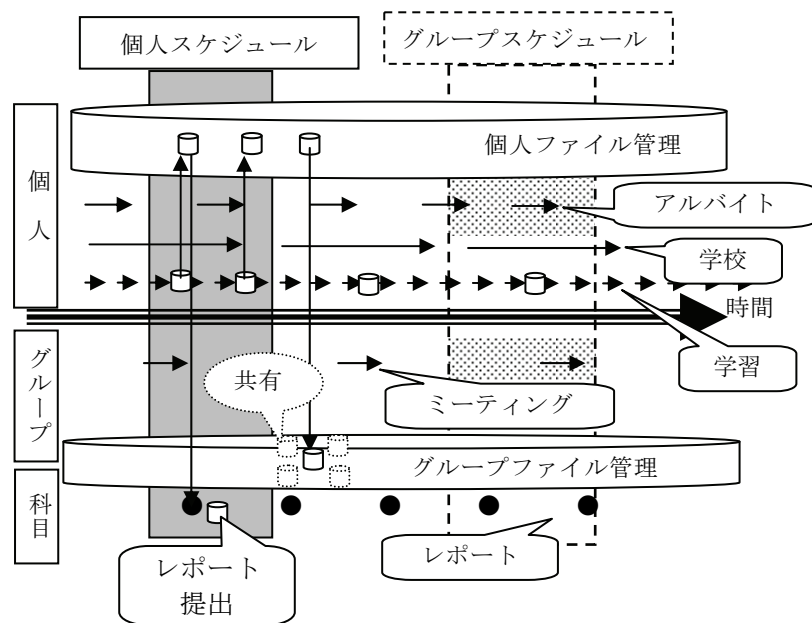 個人スケジュール
グループスケジュール
個人ファイル管理
個人
アルバイト
学校
時間
学習
グループ
共有
ミーティング
グループファイル管理
科目
レポート
レポート
提出